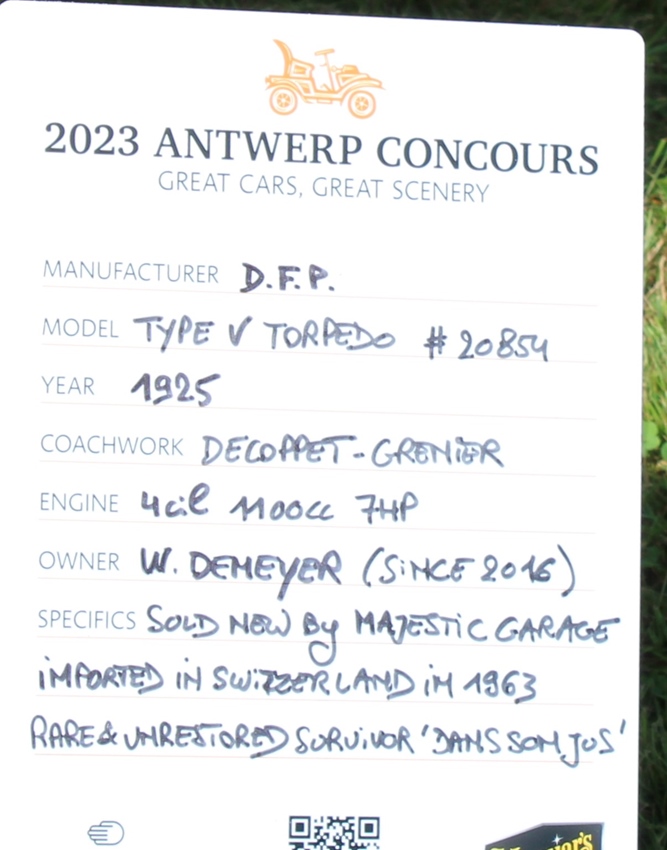 2023 ANTWERP CONCOURS
GREAT CARS, GREAT SCENERY
MANUFACTURER D.F.P.
MODEL TYPE V TORPEDO # 20854
YEAR 1925
COACHWORK DECOPPET-GRENIER
ENGINE 4cil 1100cc 7HP
OWNER W. DEMEYER (SINCE 2016)
SPECIFICS SOLD NEW By MAJESTIC GARAGE
IMPORTED IN SWITZERLAND IN 1963
RARE & UNRESTORED SURVIVOR 'DANS SON JUS'